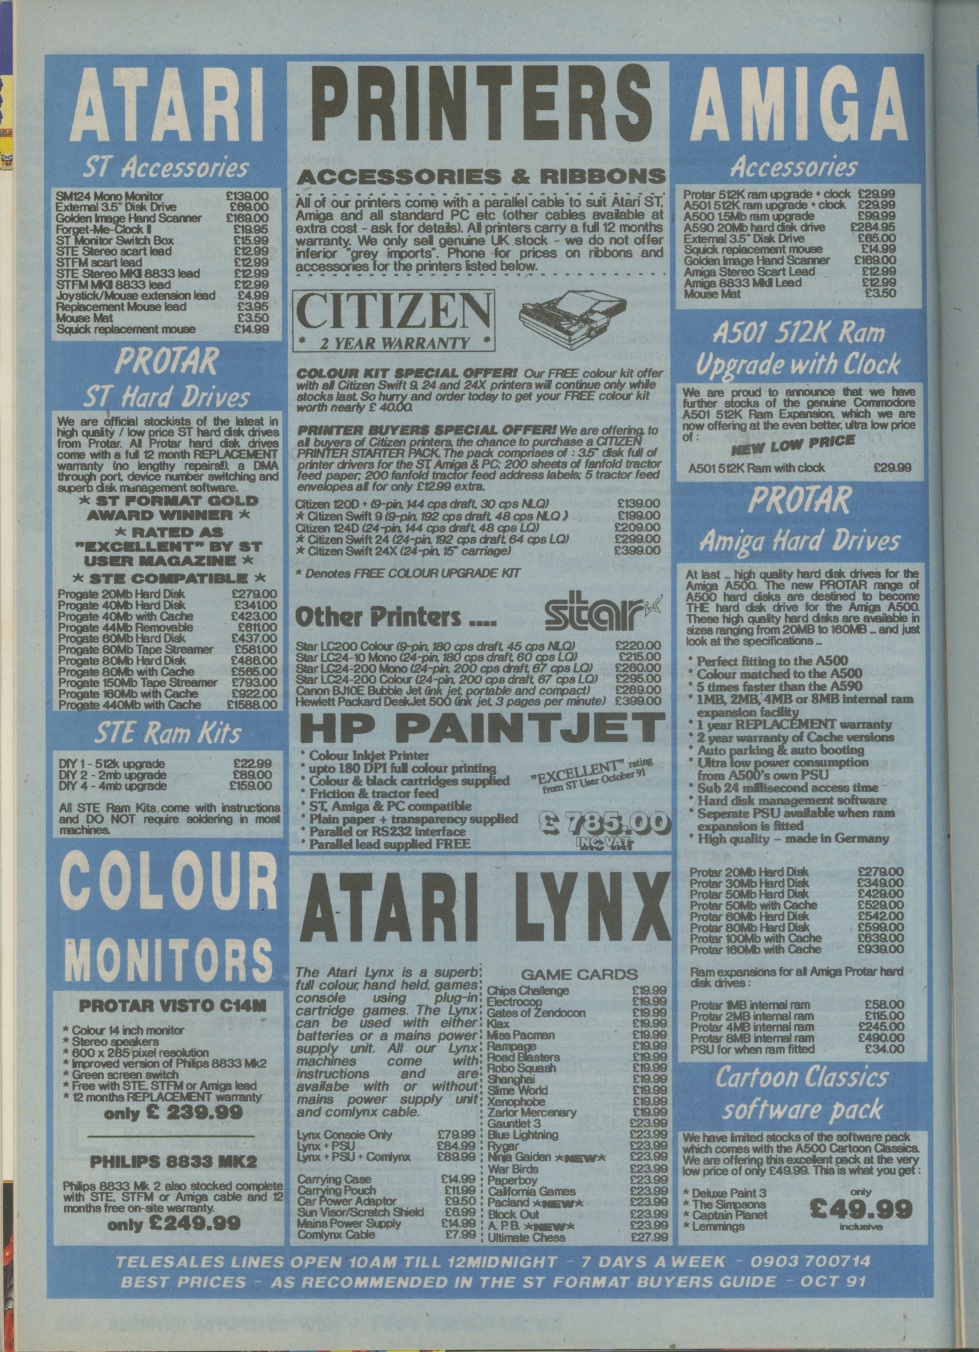 ATARI
ST Accessories
SM124 Mono Monitor £139.00
External 3.5" Disk Drive £69.00
Golden Image Hand Scanner £169.00
Forget-Me-Clock II £19.95
ST Monitor Switch Box £15.99
STE Stereo scart lead £12.99
STFM scart lead £12.99
STE Stereo MKII 8833 lead £12.99
STFM MKII 8833 lead £12.99
Joystick/Mouse extension lead £4.99
Replacement Mouse lead £3.95
Mouse Mat £3.50
Squick replacement mouse £14.99
PROTAR
ST Hard Drives
We are official stockists of the latest in
high quality / low price ST hard disk drives
from Protar. All Protar hard disk drives
come with a full 12 month REPLACEMENT
warranty (no lengthy repairs!!), a DMA
through port, device number switching and
superb disk management software.
★ ST FORMAT GOLD
AWARD WINNER ★
★ RATED AS
"EXCELLENT" BY ST
USER MAGAZINE ★
★ STE COMPATIBLE ★
Progate 20Mb Hard Disk £279.00
Progate 40Mb Hard Disk £341.00
Progate 40Mb with Cache £423.00
Progate 44Mb Removable £611.00
Progate 60Mb Hard Disk £437.00
Progate 60Mb Tape Streamer £581.00
Progate 80Mb Hard Disk £486.00
Progate 80Mb with Cache £565.00
Progate 150Mb Tape Streamer £793.00
Progate 160Mb with Cache £922.00
Progate 440Mb with Cache £1588.00
STE Ram Kits
DIY 1 - 512k upgrade £22.99
DIY 2 - 2mb upgrade £89.00
DIY 4 - 4mb upgrade £159.00
All STE Ram Kits come with instructions
and DO NOT require soldering in most
machines.
COLOUR
MONITORS
PROTAR VISTO C14M
* Colour 14 inch monitor
* Stereo speakers
* 600 x 285 pixel resolution
* Improved version of Philips 8833 Mk2
* Green screen switch
* Free with STE, STFM or Amiga lead
* 12 months REPLACEMENT warranty
only £ 239.99
PHILIPS 8833 MK2
Philips 8833 Mk 2 also stocked complete
with STE, STFM or Amiga cable and 12
months free on-site warranty.
only £249.99
PRINTERS
ACCESSORIES & RIBBONS
All of our printers come with a parallel cable to suit Atari ST,
Amiga and all standard PC etc (other cables available at
extra cost - ask for details). All printers carry a full 12 months
warranty. We only sell genuine UK stock - we do not offer
inferior "grey imports". Phone for prices on ribbons and
accessories for the printers listed below.
CITIZEN
* 2 YEAR WARRANTY *
COLOUR KIT SPECIAL OFFER! Our FREE colour kit offer
with all Citizen Swift 9, 24 and 24X printers will continue only while
stocks last. So hurry and order today to get your FREE colour kit
worth nearly £ 40.00.
PRINTER BUYERS SPECIAL OFFER! We are offering, to
all buyers of Citizen printers, the chance to purchase a CITIZEN
PRINTER STARTER PACK. The pack comprises of : 3.5" disk full of
printer drivers for the ST, Amiga & PC; 200 sheets of fanfold tractor
feed paper; 200 fanfold tractor feed address labels; 5 tractor feed
envelopes all for only £12.99 extra.
Citizen 120D + (9-pin, 144 cps draft, 30 cps NLQ) £139.00
★ Citizen Swift 9 (9-pin, 192 cps draft, 48 cps NLQ ) £199.00
Citizen 124D (24-pin, 144 cps draft, 48 cps LQ) £209.00
★ Citizen Swift 24 (24-pin, 192 cps draft, 64 cps LQ) £299.00
★ Citizen Swift 24X (24-pin, 15" carriage) £399.00
* Denotes FREE COLOUR UPGRADE KIT
Other Printers .... star
Star LC200 Colour (9-pin, 180 cps draft, 45 cps NLQ) £220.00
Star LC24-10 Mono (24-pin, 180 cps draft, 60 cps LQ) £215.00
Star LC24-200 Mono (24-pin, 200 cps draft, 67 cps LQ) £260.00
Star LC24-200 Colour (24-pin, 200 cps draft, 67 cps LQ) £295.00
Canon BJ10E Bubble Jet (ink jet, portable and compact) £289.00
Hewlett Packard DeskJet 500 (ink jet, 3 pages per minute) £399.00
HP PAINTJET
* Colour Inkjet Printer
* upto 180 DPI full colour printing
* Colour & black cartridges supplied
* Friction & tractor feed
* ST, Amiga & PC compatible
* Plain paper + transparency supplied
* Parallel or RS232 interface
* Parallel lead supplied FREE
"EXCELLENT" rating
from ST User October 91
£ 785.00
INC VAT
ATARI LYNX
The Atari Lynx is a superb
full colour, hand held, games
console using plug-in
cartridge games. The Lynx
can be used with either
batteries or a mains power
supply unit. All our Lynx
machines come with
instructions and are
availabe with or without
mains power supply unit
and comlynx cable.
Lynx Console Only £79.99
Lynx + PSU £84.99
Lynx + PSU + Comlynx £89.99
Carrying Case £14.99
Carrying Pouch £11.99
Car Power Adaptor £9.50
Sun Visor/Scratch Shield £6.99
Mains Power Supply £14.99
Comlynx Cable £7.99
GAME CARDS
Chips Challenge £19.99
Electrocop £19.99
Gates of Zendocon £19.99
Klax £19.99
Miss Pacman £19.99
Rampage £19.99
Road Blasters £19.99
Robo Squash £19.99
Shanghai £19.99
Slime World £19.99
Xenophobe £19.99
Zarlor Mercenary £19.99
Gauntlet 3 £23.99
Blue Lightning £23.99
Rygar £23.99
Ninja Gaiden ★NEW★ £23.99
War Birds £23.99
Paperboy £23.99
California Games £23.99
Pacland ★NEW★ £23.99
Block Out £23.99
A. P.B. ★NEW★ £23.99
Ultimate Chess £27.99
AMIGA
Accessories
Protar 512K ram upgrade + clock £29.99
A501 512K ram upgrade + clock £29.99
A500 1.5Mb ram upgrade £99.99
A590 20mb hard disk drive £284.95
External 3.5" Disk Drive £65.00
Squick replacement mouse £14.99
Golden Image Hand Scanner £169.00
Amiga Stereo Scart Lead £12.99
Amiga 8833 MkII Lead £12.99
Mouse Mat £3.50
A501 512K Ram
Upgrade with Clock
We are proud to announce that we have
further stocks of the genuine Commodore
A501 512K Ram Expansion, which we are
now offering at the even better, ultra low price
of :
NEW LOW PRICE
A501 512K Ram with clock £29.99
PROTAR
Amiga Hard Drives
At last ... high quality hard disk drives for the
Amiga A500. The new PROTAR range of
A500 hard disks are destined to become
THE hard disk drive for the Amiga A500.
These high quality hard disks are available in
sizes ranging from 20MB to 160MB ... and just
look at the specifications ...
* Perfect fitting to the A500
* Colour matched to the A500
* 5 times faster than the A590
* 1MB, 2MB, 4MB or 8MB internal ram
expansion facility
* 1 year REPLACEMENT warranty
* 2 year warranty of Cache versions
* Auto parking & auto booting
* Ultra low power consumption
from A500's own PSU
* Sub 24 millisecond access time
* Hard disk management software
* Seperate PSU available when ram
expansion is fitted
* High quality – made in Germany
Protar 20Mb Hard Disk £279.00
Protar 30Mb Hard Disk £349.00
Protar 50Mb Hard Disk £429.00
Protar 50Mb with Cache £529.00
Protar 60Mb Hard Disk £542.00
Protar 80Mb Hard Disk £599.00
Protar 100Mb with Cache £639.00
Protar 160Mb with Cache £939.00
Ram expansions for all Amiga Protar hard
disk drives :
Protar 1MB internal ram £58.00
Protar 2MB internal ram £115.00
Protar 4MB internal ram £245.00
Protar 8MB internal ram £490.00
PSU for when ram fitted £34.00
Cartoon Classics
software pack
We have limited stocks of the software pack
which comes with the A500 Cartoon Classics.
We are offering this excellent pack at the very
low price of only £49.99. This is what you get :
* Deluxe Paint 3
* The Simpsons
* Captain Planet
* Lemmings
only
£49.99
inclusive
TELESALES LINES OPEN 10AM TILL 12MIDNIGHT - 7 DAYS A WEEK - 0903 700714
BEST PRICES - AS RECOMMENDED IN THE ST FORMAT BUYERS GUIDE - OCT 91